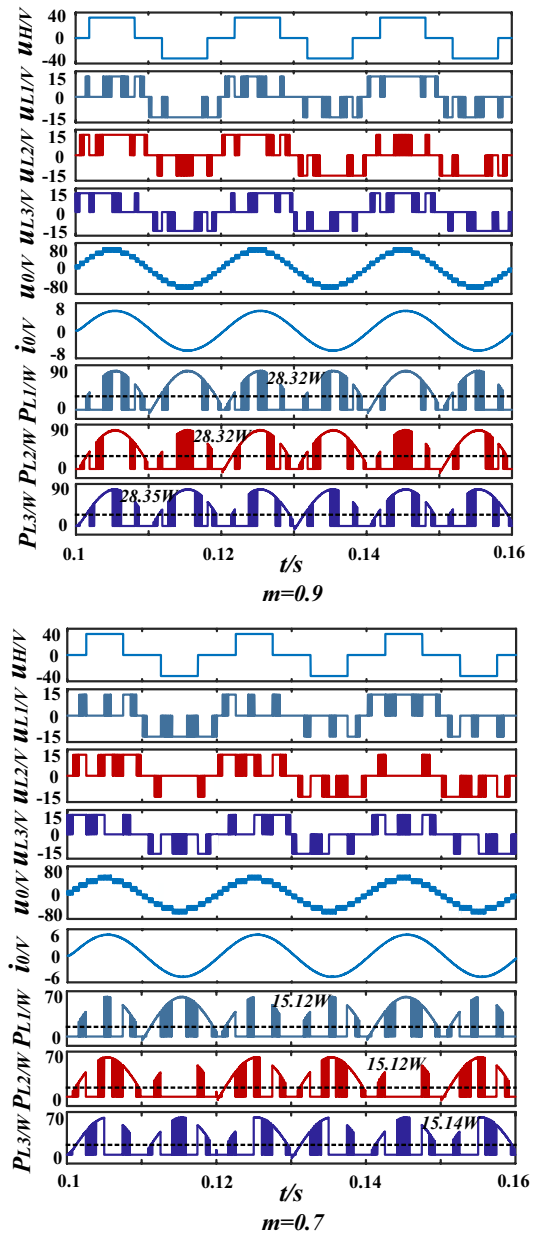 40
0
-40
uH/V
15
0
-15
uL1/V
15
0
-15
uL2/V
15
0
-15
uL3/V
80
0
-80
u0/V
8
0
-8
i0/V
90
0
PL1/W
28.32W
90
0
PL2/W
28.32W
90
0
PL3/W
28.35W
0.1 0.12 0.14 0.16
t/s
m=0.9
40
0
-40
uH/V
15
0
-15
uL1/V
15
0
-15
uL2/V
15
0
-15
uL3/V
80
0
-80
u0/V
6
0
-6
i0/V
70
0
PL1/W
15.12W
70
0
PL2/W
15.12W
70
0
PL3/W
15.14W
0.1 0.12 0.14 0.16
t/s
m=0.7